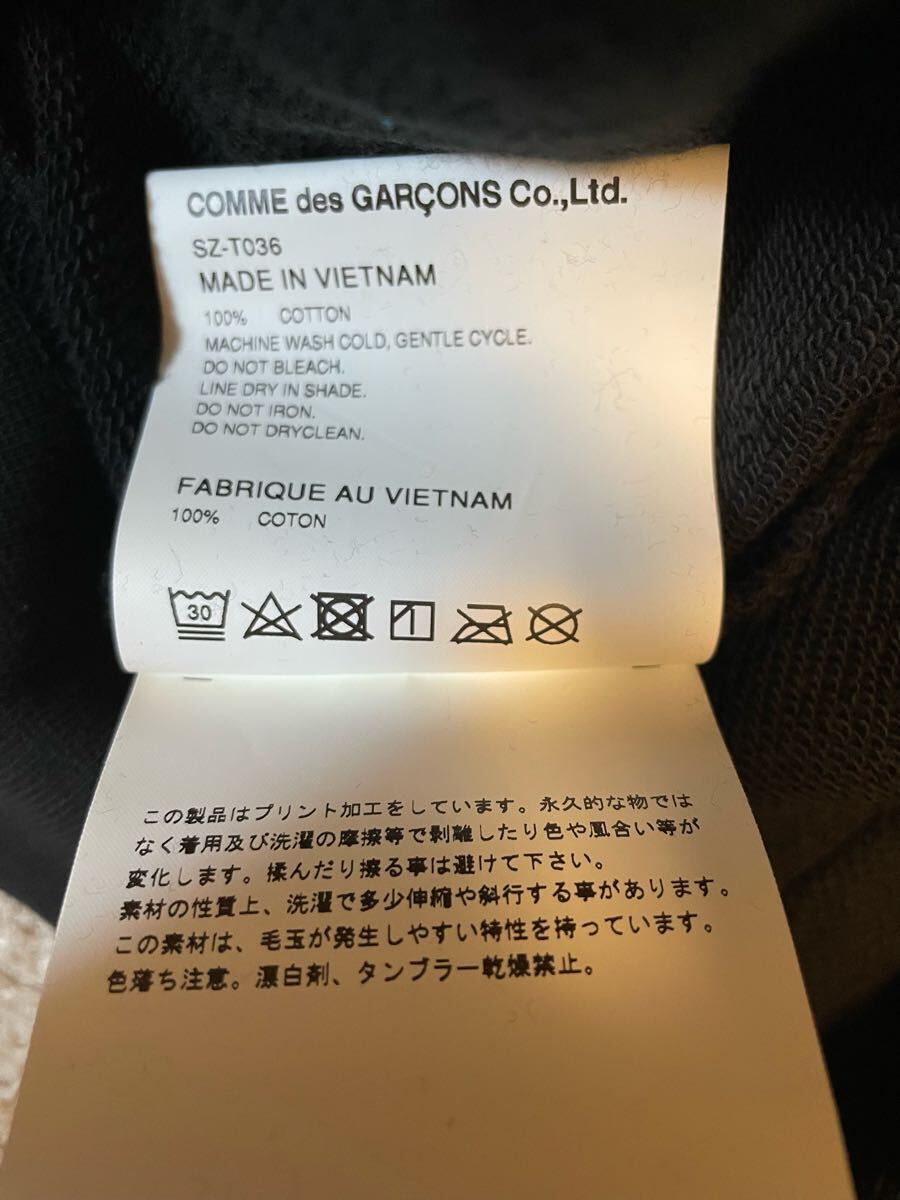 COMME des GARÇONS Co.,Ltd.
SZ-T036
MADE IN VIETNAM
100% COTTON
MACHINE WASH COLD, GENTLE CYCLE.
DO NOT BLEACH.
LINE DRY IN SHADE.
DO NOT IRON.
DO NOT DRYCLEAN.
FABRIQUE AU VIETNAM
100% COTON
30
この製品はプリント加工をしています。永久的な物では
なく着用及び洗濯の摩擦等で剥離したり色や風合い等が
変化します。揉んだり擦る事は避けて下さい。
素材の性質上、洗濯で多少伸縮や斜行する事があります。
この素材は、毛玉が発生しやすい特性を持っています。
色落ち注意。漂白剤、タンブラー乾燥禁止。